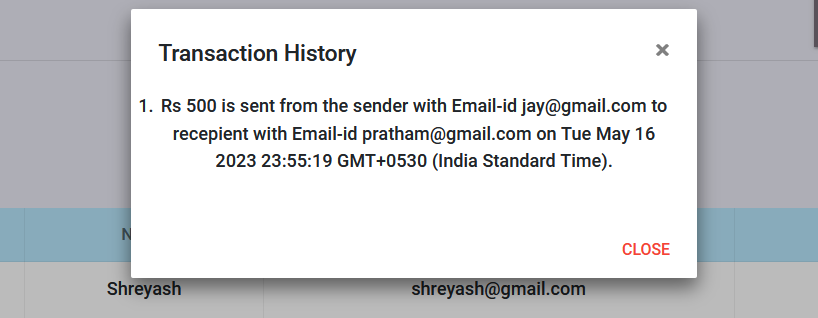 Transaction History ×
1. Rs 500 is sent from the sender with Email-id jay@gmail.com to
recepient with Email-id pratham@gmail.com on Tue May 16
2023 23:55:19 GMT+0530 (India Standard Time).
CLOSE
N
Shreyash shreyash@gmail.com